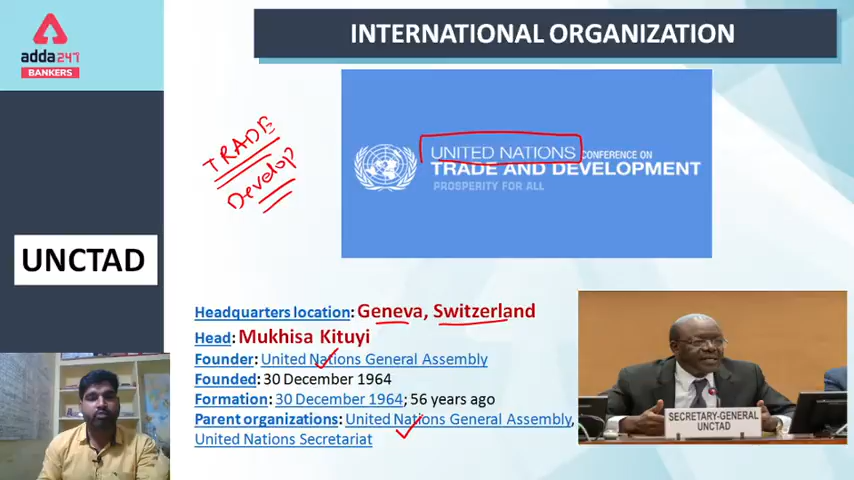 INTERNATIONAL ORGANIZATION
adda247
BANKERS
TRADE
Develop
UNITED NATIONS CONFERENCE ON
TRADE AND DEVELOPMENT
PROSPERITY FOR ALL
UNCTAD
Headquarters location: Geneva, Switzerland
Head: Mukhisa Kituyi
Founder: United Nations General Assembly
Founded: 30 December 1964
Formation: 30 December 1964; 56 years ago
Parent organizations: United Nations General Assembly,
United Nations Secretariat
SECRETARY-GENERAL
UNCTAD